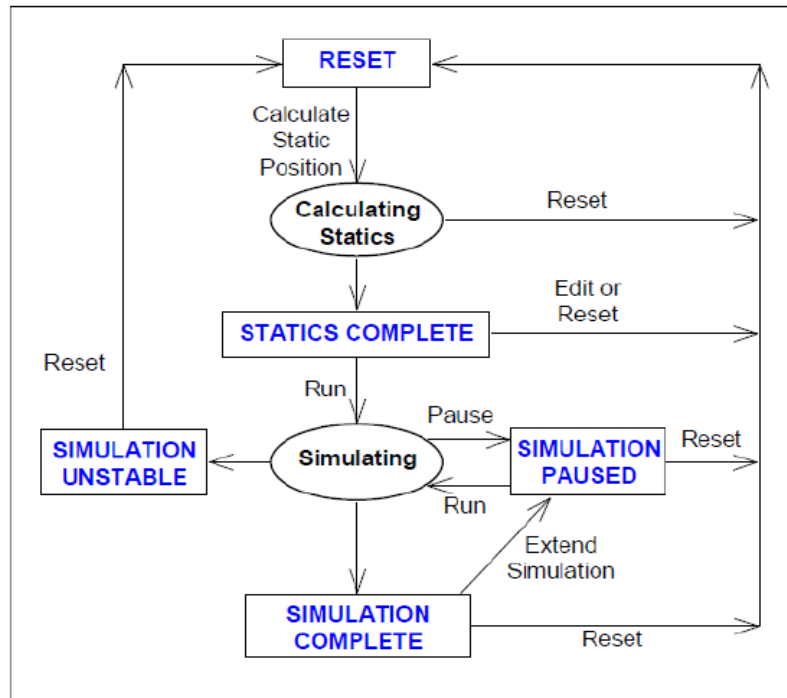 RESET
Calculate
Static
Position
Calculating
Statics
Reset
STATICS COMPLETE
Edit or
Reset
Reset
Run
Pause
SIMULATION
UNSTABLE
Simulating
SIMULATION
PAUSED
Reset
Run
Extend
Simulation
SIMULATION
COMPLETE
Reset